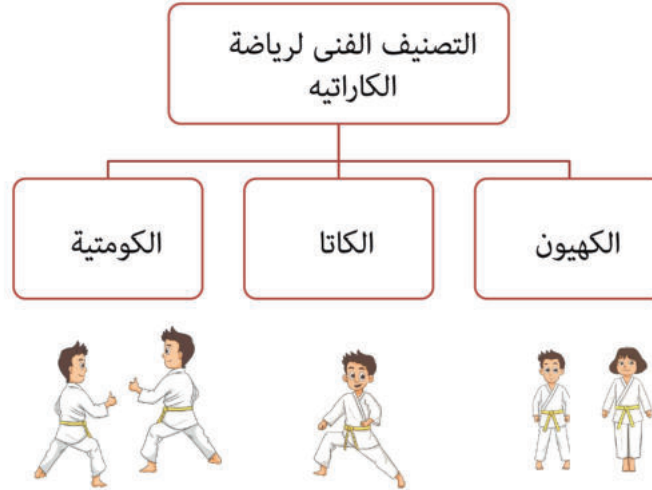 التصنيف الفنى لرياضة
الكاراتيه
الكهيون
الكاتا
الكومتية